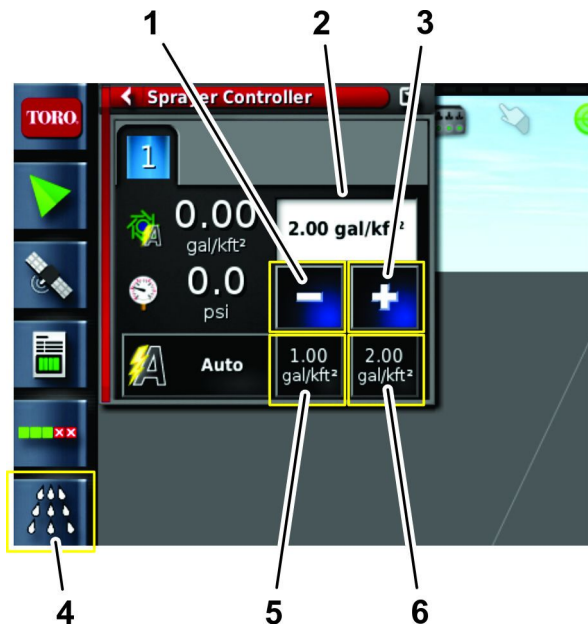 1
2
3
TORO.
Sprayer Controller
1
0.00
gal/kft²
2.00 gal/kft²
0.0
psi
Auto
1.00
gal/kft²
2.00
gal/kft²
4
5
6